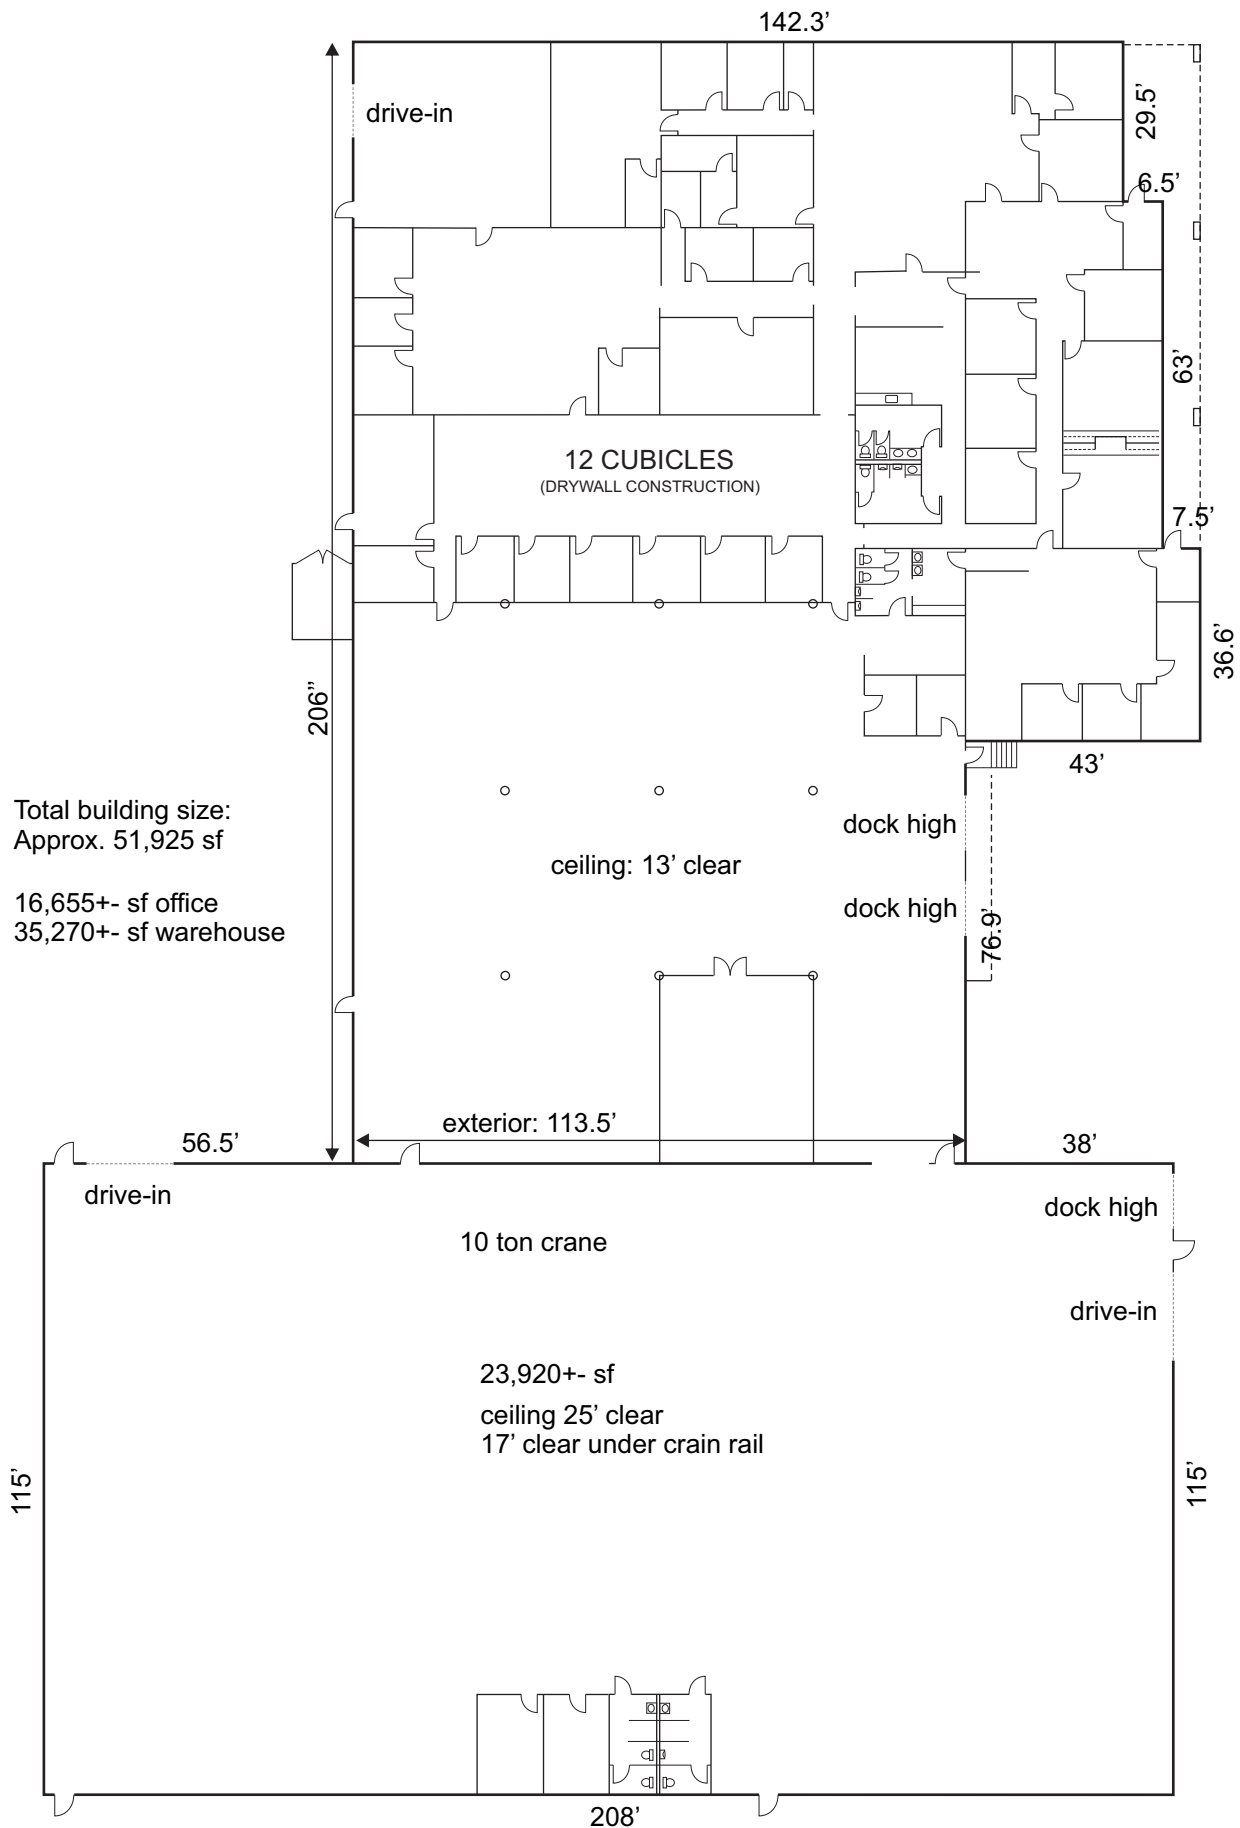 142.3’
drive-in
29.5’
6.5’
63’
12 CUBICLES
(DRYWALL CONSTRUCTION)
7.5’
36.6’
206”
43’
Total building size:
Approx. 51,925 sf
16,655+- sf office
35,270+- sf warehouse
dock high
ceiling: 13’ clear
dock high
76.9’
exterior: 113.5’
56.5’
38’
drive-in
dock high
10 ton crane
drive-in
23,920+- sf
ceiling 25’ clear
17’ clear under crain rail
115’
115’
208’